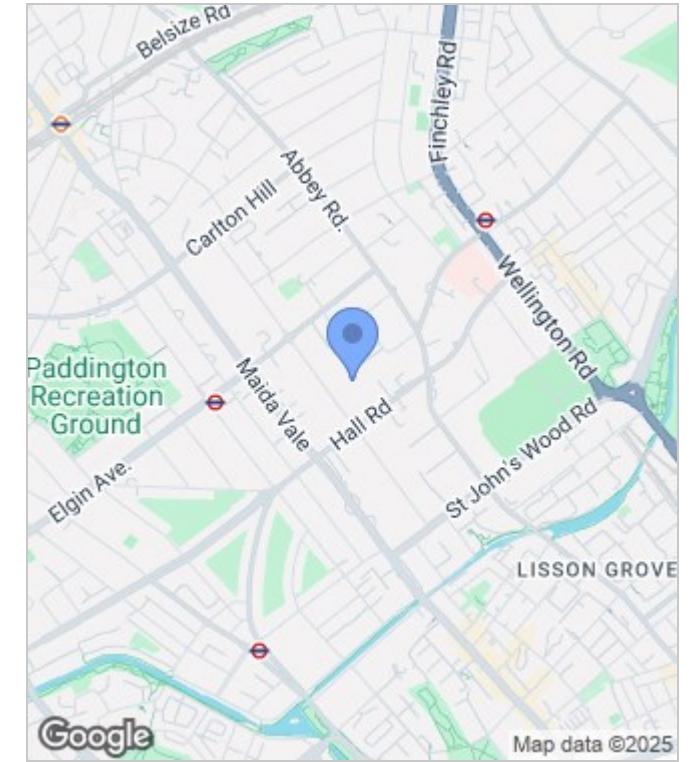 Belsize Rd
Finchley Rd
Abbey Rd.
Carlton Hill
Wellington Rd
Paddington
Recreation
Ground
Maida Vale
Hall Rd
St John's Wood Rd
Elgin Ave.
LISSON GROVE
Google
Map data ©2025